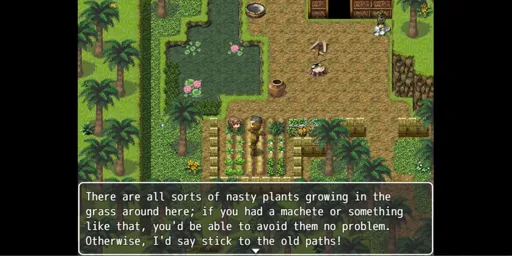 There are all sorts of nasty plants growing in the
grass around here; if you had a machete or something
like that, you'd be able to avoid them no problem.
Otherwise, I'd say stick to the old paths!